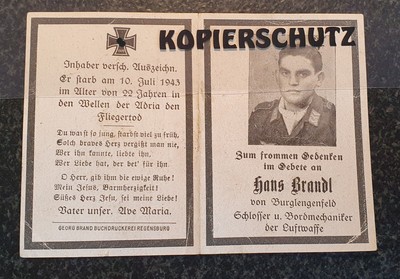 KOPIERSCHUTZ
Inhaber versch. Auszeichn.
Er starb am 10. Juli 1943
im Alter von 22 Jahren in
den Wellen der Adria den
Fliegertod
Du warst so jung, starbst viel zu früh,
Solch braves Herz vergißt man nie,
Wer ihn konnte, liebte ihn,
Wer Liebe hat, der bet' für ihn.
O Herr, gib ihm die ewige Ruhe!
Mein Jesus, Barmherzigkeit!
Süßes Herz Jesu, sei meine Liebe!
Vater unser. Ave Maria.
GEORG BRAND BUCHDRUCKEREI REGENSBURG
Zum frommen Gedenken
im Gebete an
Hans Brandl
von Burglengenfeld
Schlosser u. Bordmechaniker
der Luftwaffe